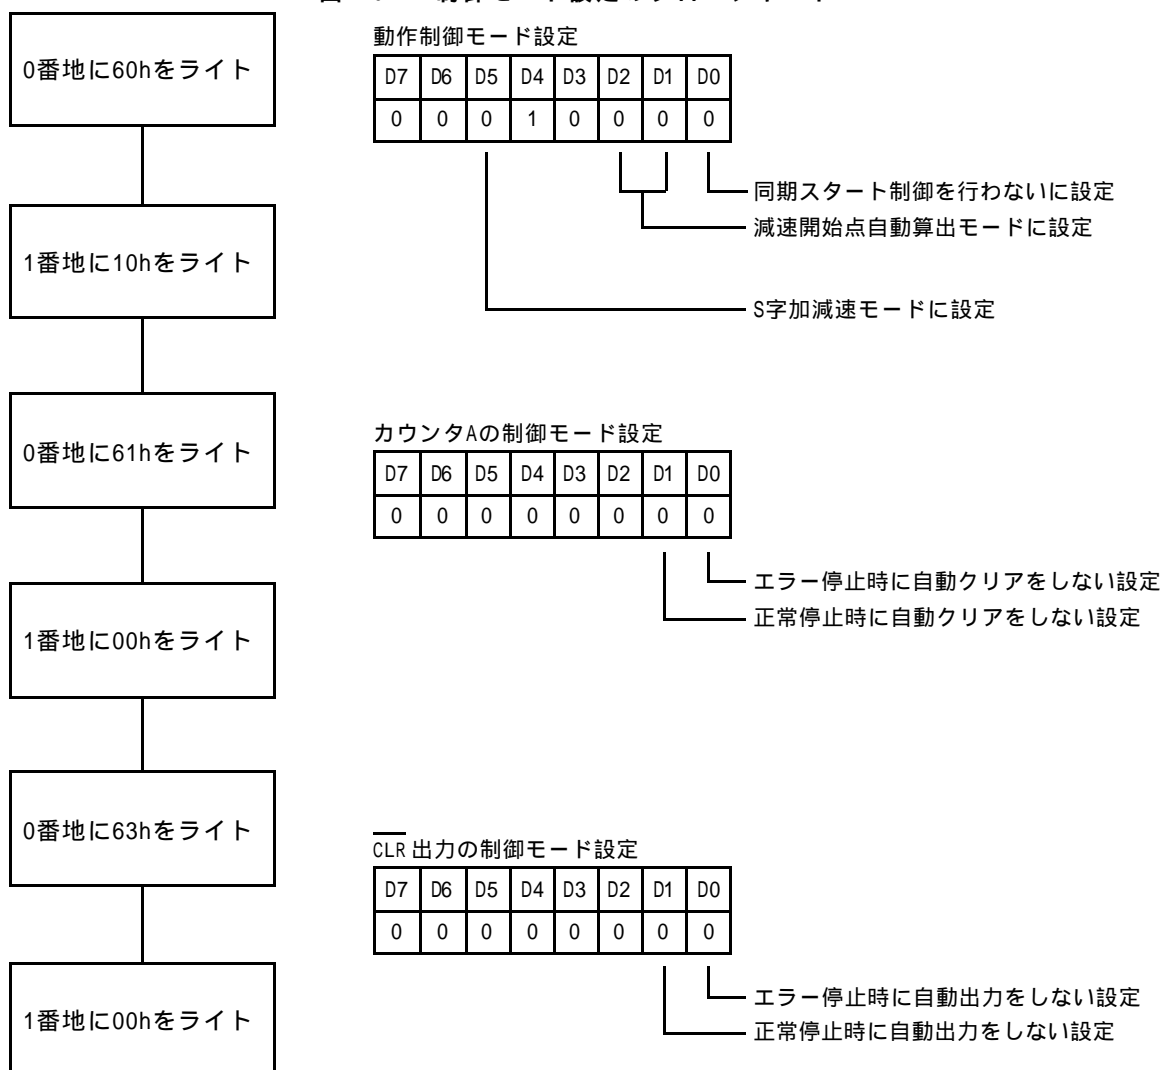 0番地に60hをライト
動作制御モード設定
D7 D6 D5 D4 D3 D2 D1 D0
0 0 0 1 0 0 0 0
同期スタート制御を行わないに設定
減速開始点自動算出モードに設定
S字加減速モードに設定
1番地に10hをライト
0番地に61hをライト
カウンタAの制御モード設定
D7 D6 D5 D4 D3 D2 D1 D0
0 0 0 0 0 0 0 0
エラー停止時に自動クリアをしない設定
正常停止時に自動クリアをしない設定
1番地に00hをライト
0番地に63hをライト
CLR 出力の制御モード設定
D7 D6 D5 D4 D3 D2 D1 D0
0 0 0 0 0 0 0 0
エラー停止時に自動出力をしない設定
正常停止時に自動出力をしない設定
1番地に00hをライト